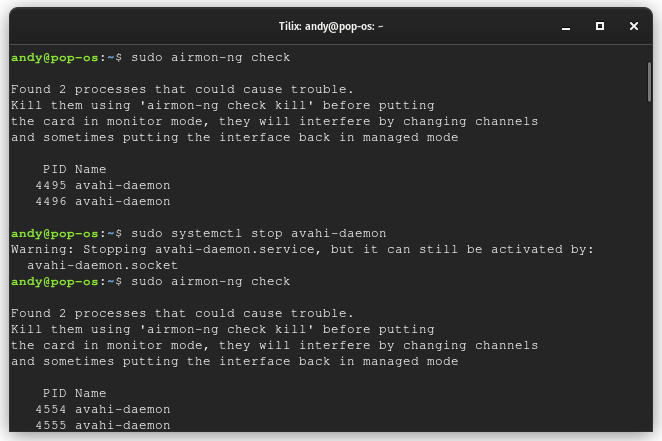 Tilix: andy@pop-os: ~
andy@pop-os:~$ sudo airmon-ng check
Found 2 processes that could cause trouble.
Kill them using 'airmon-ng check kill' before putting
the card in monitor mode, they will interfere by changing channels
and sometimes putting the interface back in managed mode
PID Name
4495 avahi-daemon
4496 avahi-daemon
andy@pop-os:~$ sudo systemctl stop avahi-daemon
Warning: Stopping avahi-daemon.service, but it can still be activated by:
avahi-daemon.socket
andy@pop-os:~$ sudo airmon-ng check
Found 2 processes that could cause trouble.
Kill them using 'airmon-ng check kill' before putting
the card in monitor mode, they will interfere by changing channels
and sometimes putting the interface back in managed mode
PID Name
4554 avahi-daemon
4555 avahi-daemon